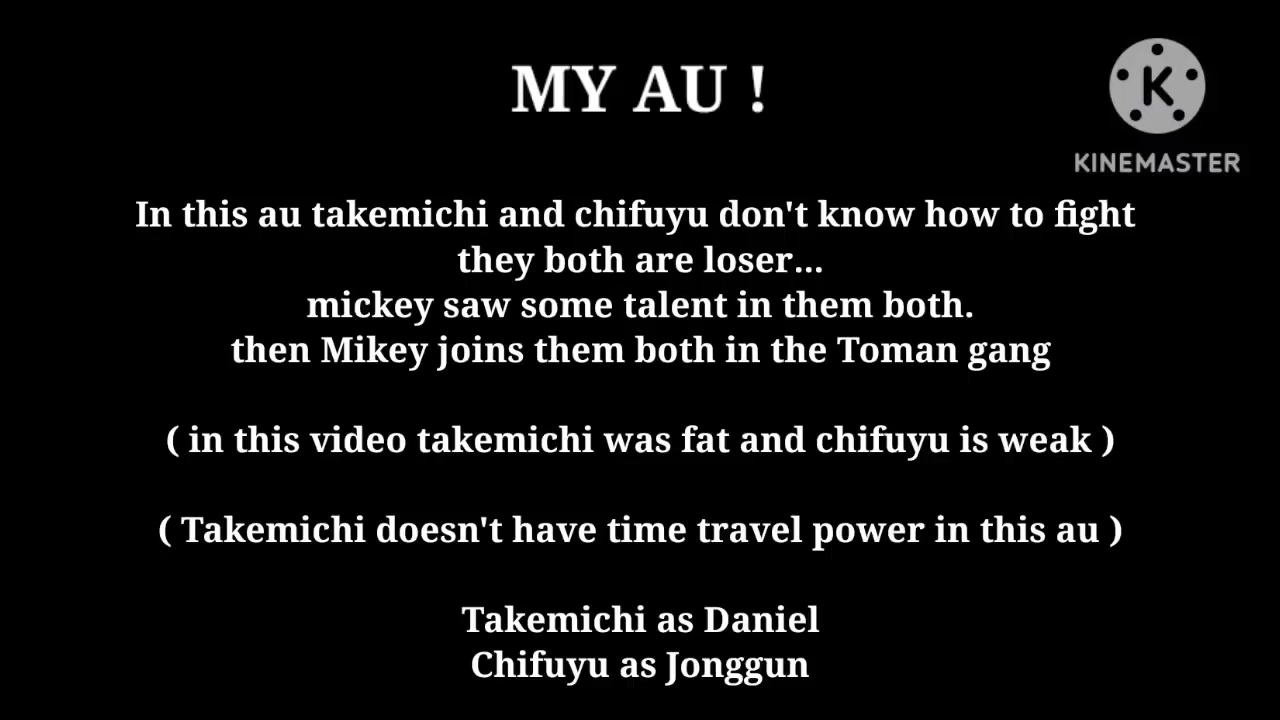 MY AU !
KINEMASTER
In this au takemichi and chifuyu don't know how to fight
they both are loser...
mickey saw some talent in them both.
then Mikey joins them both in the Toman gang
( in this video takemichi was fat and chifuyu is weak )
( Takemichi doesn't have time travel power in this au )
Takemichi as Daniel
Chifuyu as Jonggun